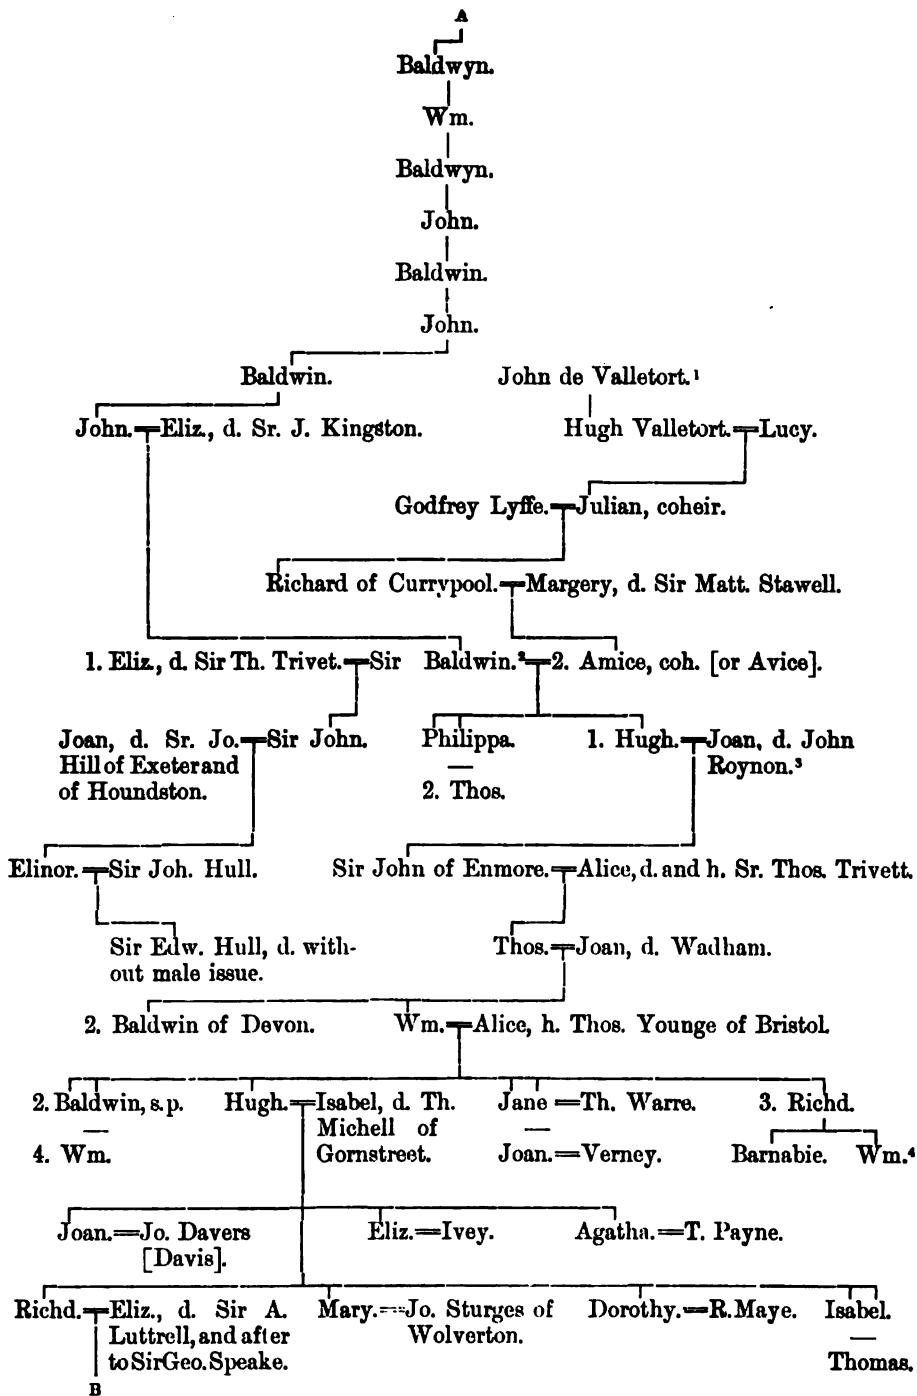 A
Baldwyn.
Wm.
Baldwyn.
John.
Baldwin.
John.
Baldwin. John de Valletort.¹
John.=Eliz., d. Sr. J. Kingston. Hugh Valletort.=Lucy.
Godfrey Lyffe.=Julian, coheir.
Richard of Currypool.=Margery, d. Sir Matt. Stawell.
1. Eliz., d. Sir Th. Trivet.=Sir Baldwin.²=2. Amice, coh. [or Avice].
Joan, d. Sr. Jo.=Sir John. Philippa. 1. Hugh.=Joan, d. John
Hill of Exeter and — Roynon.³
of Houndston. 2. Thos.
Elinor.=Sir Joh. Hull. Sir John of Enmore.=Alice, d. and h. Sr. Thos. Trivett.
Sir Edw. Hull, d. with- Thos.=Joan, d. Wadham.
out male issue.
2. Baldwin of Devon. Wm.=Alice, h. Thos. Younge of Bristol.
2. Baldwin, s.p. Hugh.=Isabel, d. Th. Jane=Th. Warre. 3. Richd.
— Michell of —
4. Wm. Gornstreet. Joan.=Verney. Barnabie. Wm.⁴
Joan.=Jo. Davers Eliz.=Ivey. Agatha.=T. Payne.
[Davis].
Richd.=Eliz., d. Sir A. Mary.=Jo. Sturges of Dorothy.=R. Maye. Isabel.
Luttrell, and after Wolverton. —
to Sir Geo. Speake. Thomas.
B